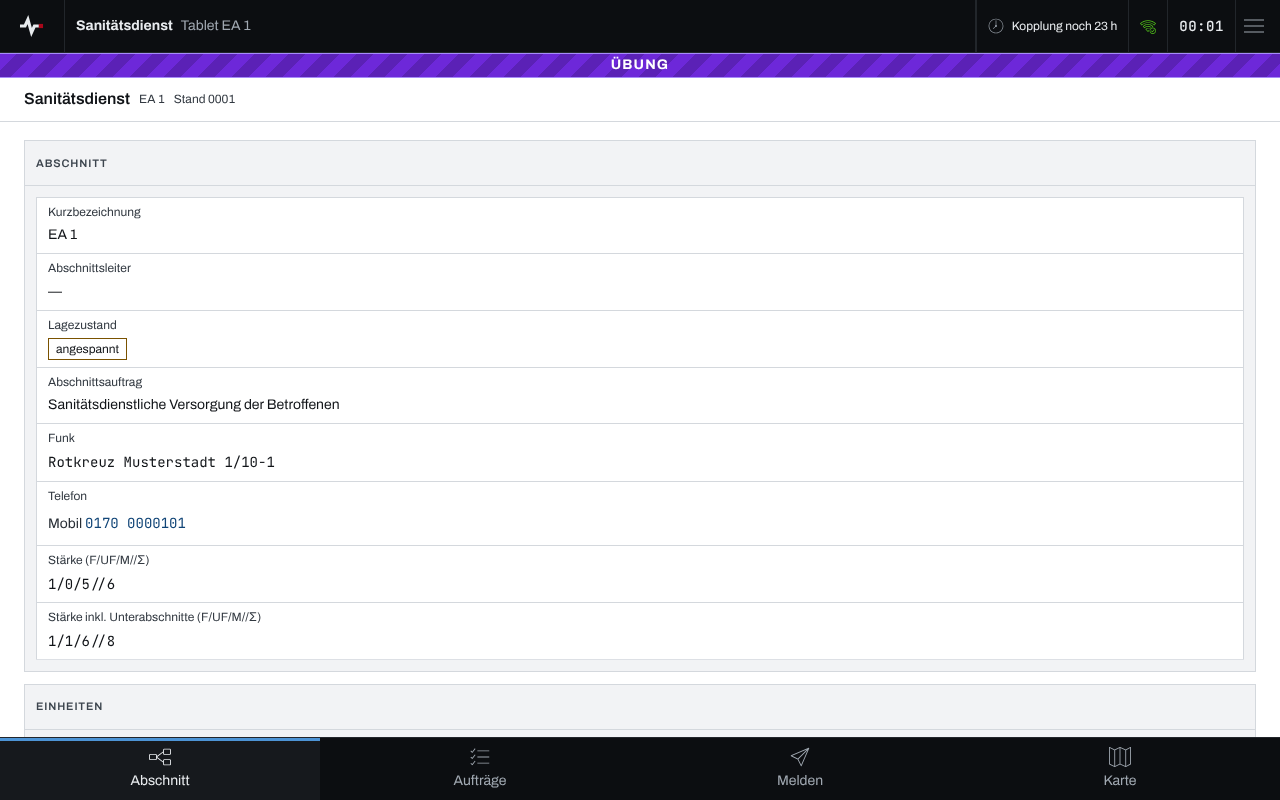 Sanitätsdienst Tablet EA 1
Kopplung noch 23 h
00:01
ÜBUNG
Sanitätsdienst EA 1 Stand 0001
ABSCHNITT
Kurzbezeichnung
EA 1
Abschnittsleiter
—
Lagezustand
angespannt
Abschnittsauftrag
Sanitätsdienstliche Versorgung der Betroffenen
Funk
Rotkreuz Musterstadt 1/10-1
Telefon
Mobil 0170 0000101
Stärke (F/UF/M//Σ)
1/0/5//6
Stärke inkl. Unterabschnitte (F/UF/M//Σ)
1/1/6//8
EINHEITEN
Abschnitt
Aufträge
Melden
Karte